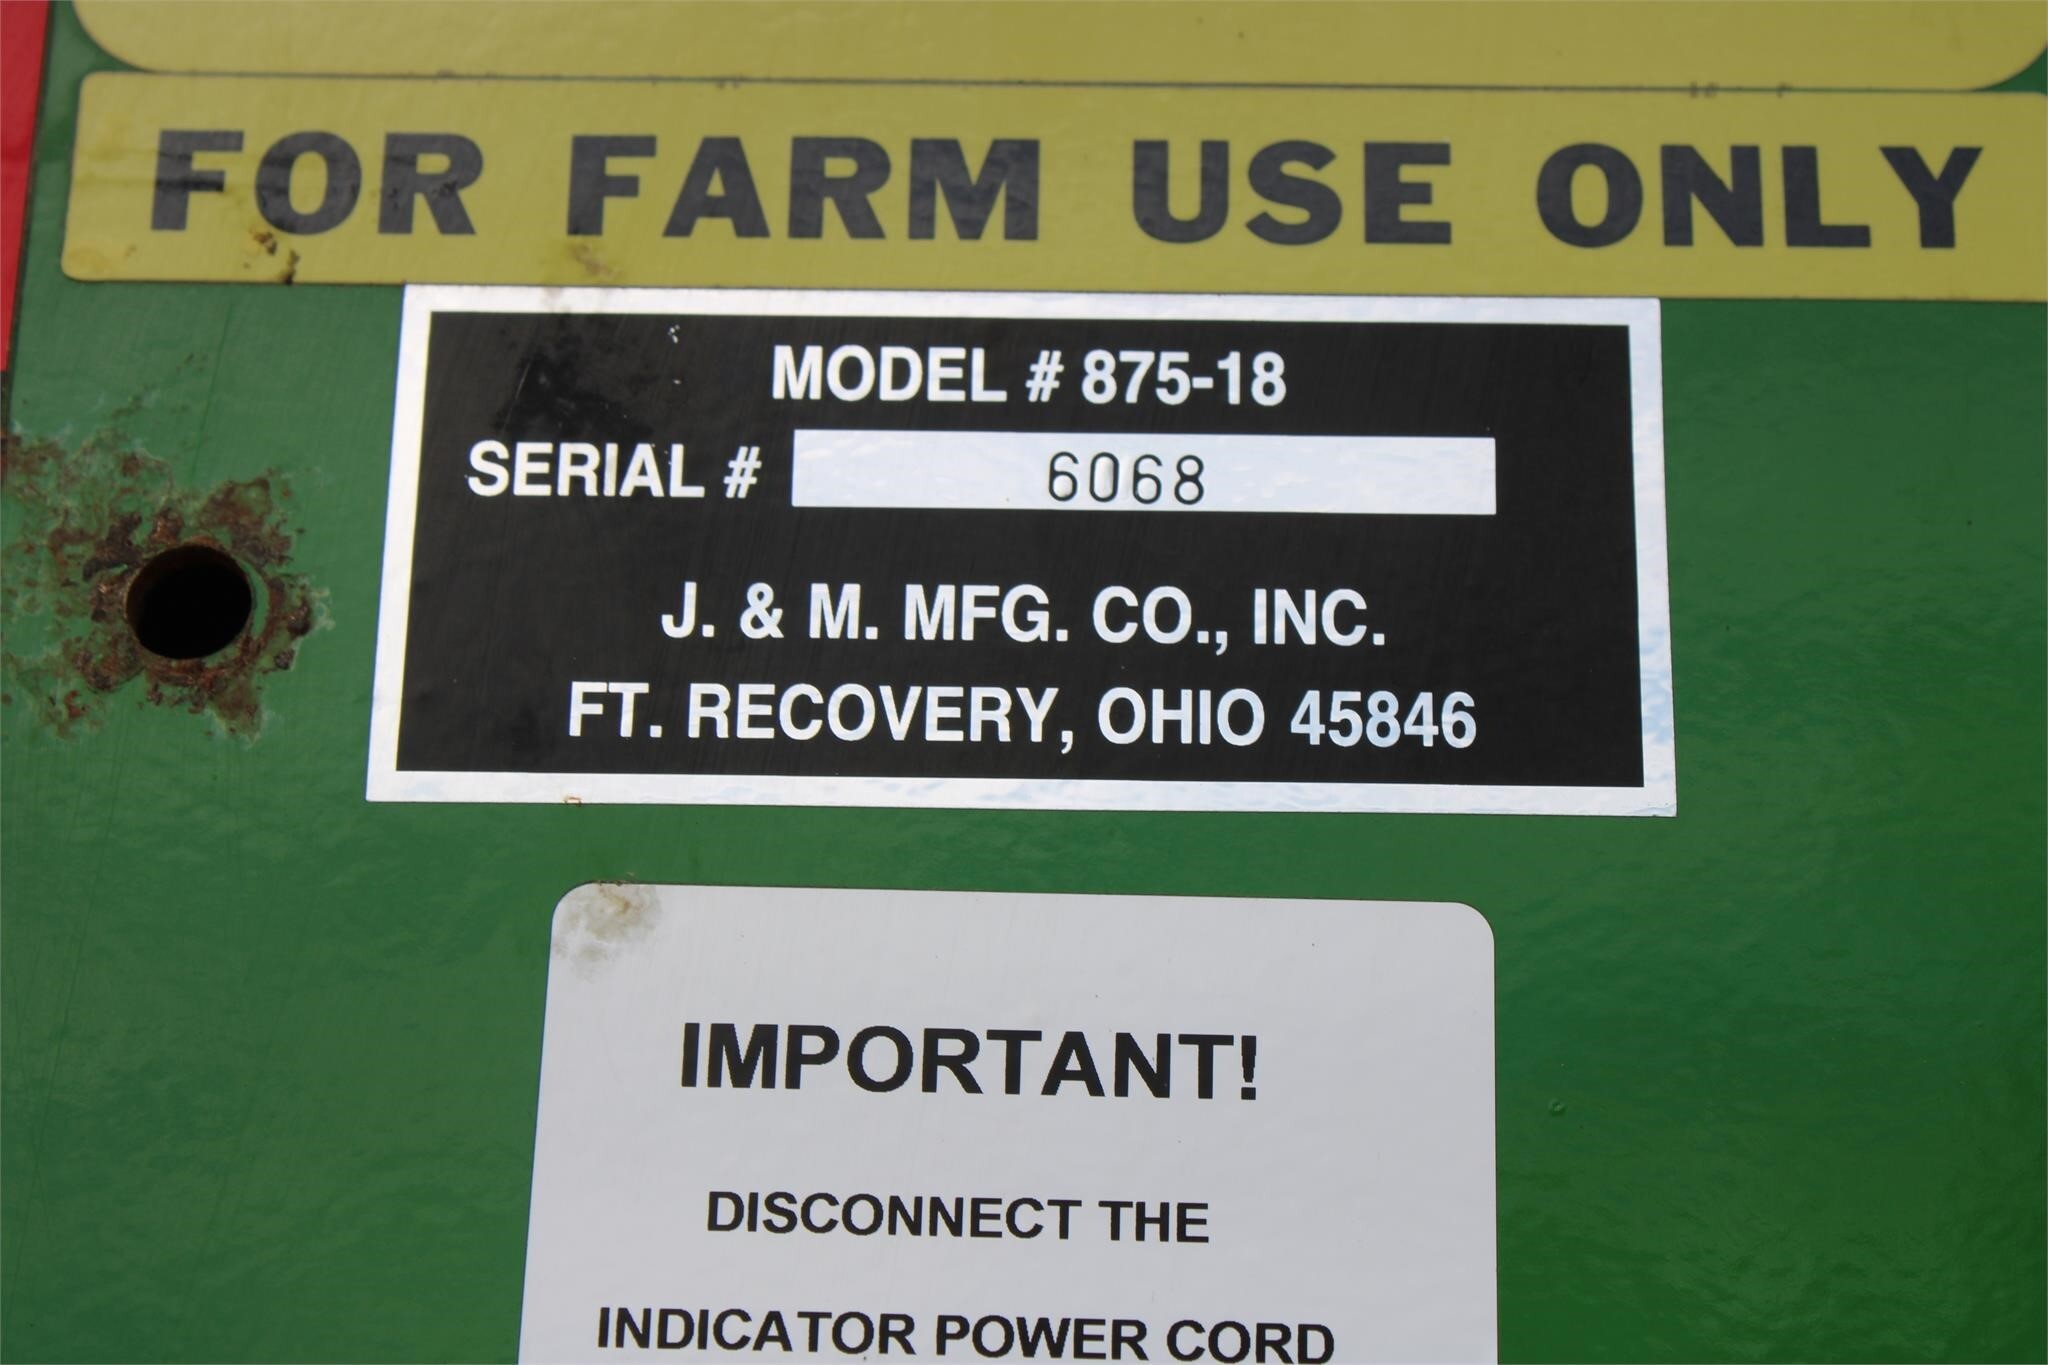 FOR FARM USE ONLY
MODEL # 875-18
SERIAL # 6068
J. & M. MFG. CO., INC.
FT. RECOVERY, OHIO 45846
IMPORTANT!
DISCONNECT THE
INDICATOR POWER CORD